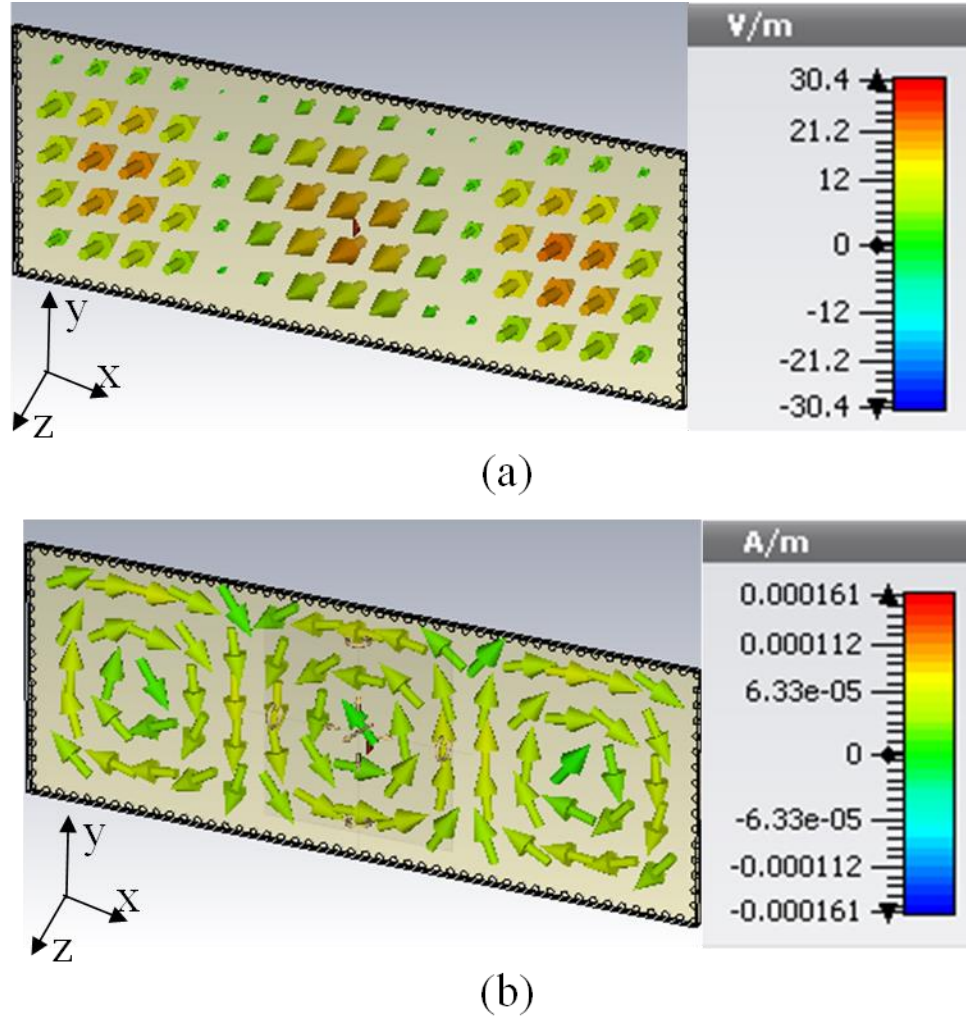 V/m
30.4
21.2
12
0
-12
-21.2
-30.4
y
x
z
(a)
A/m
0.000161
0.000112
6.33e-05
0
-6.33e-05
-0.000112
-0.000161
y
x
z
(b)